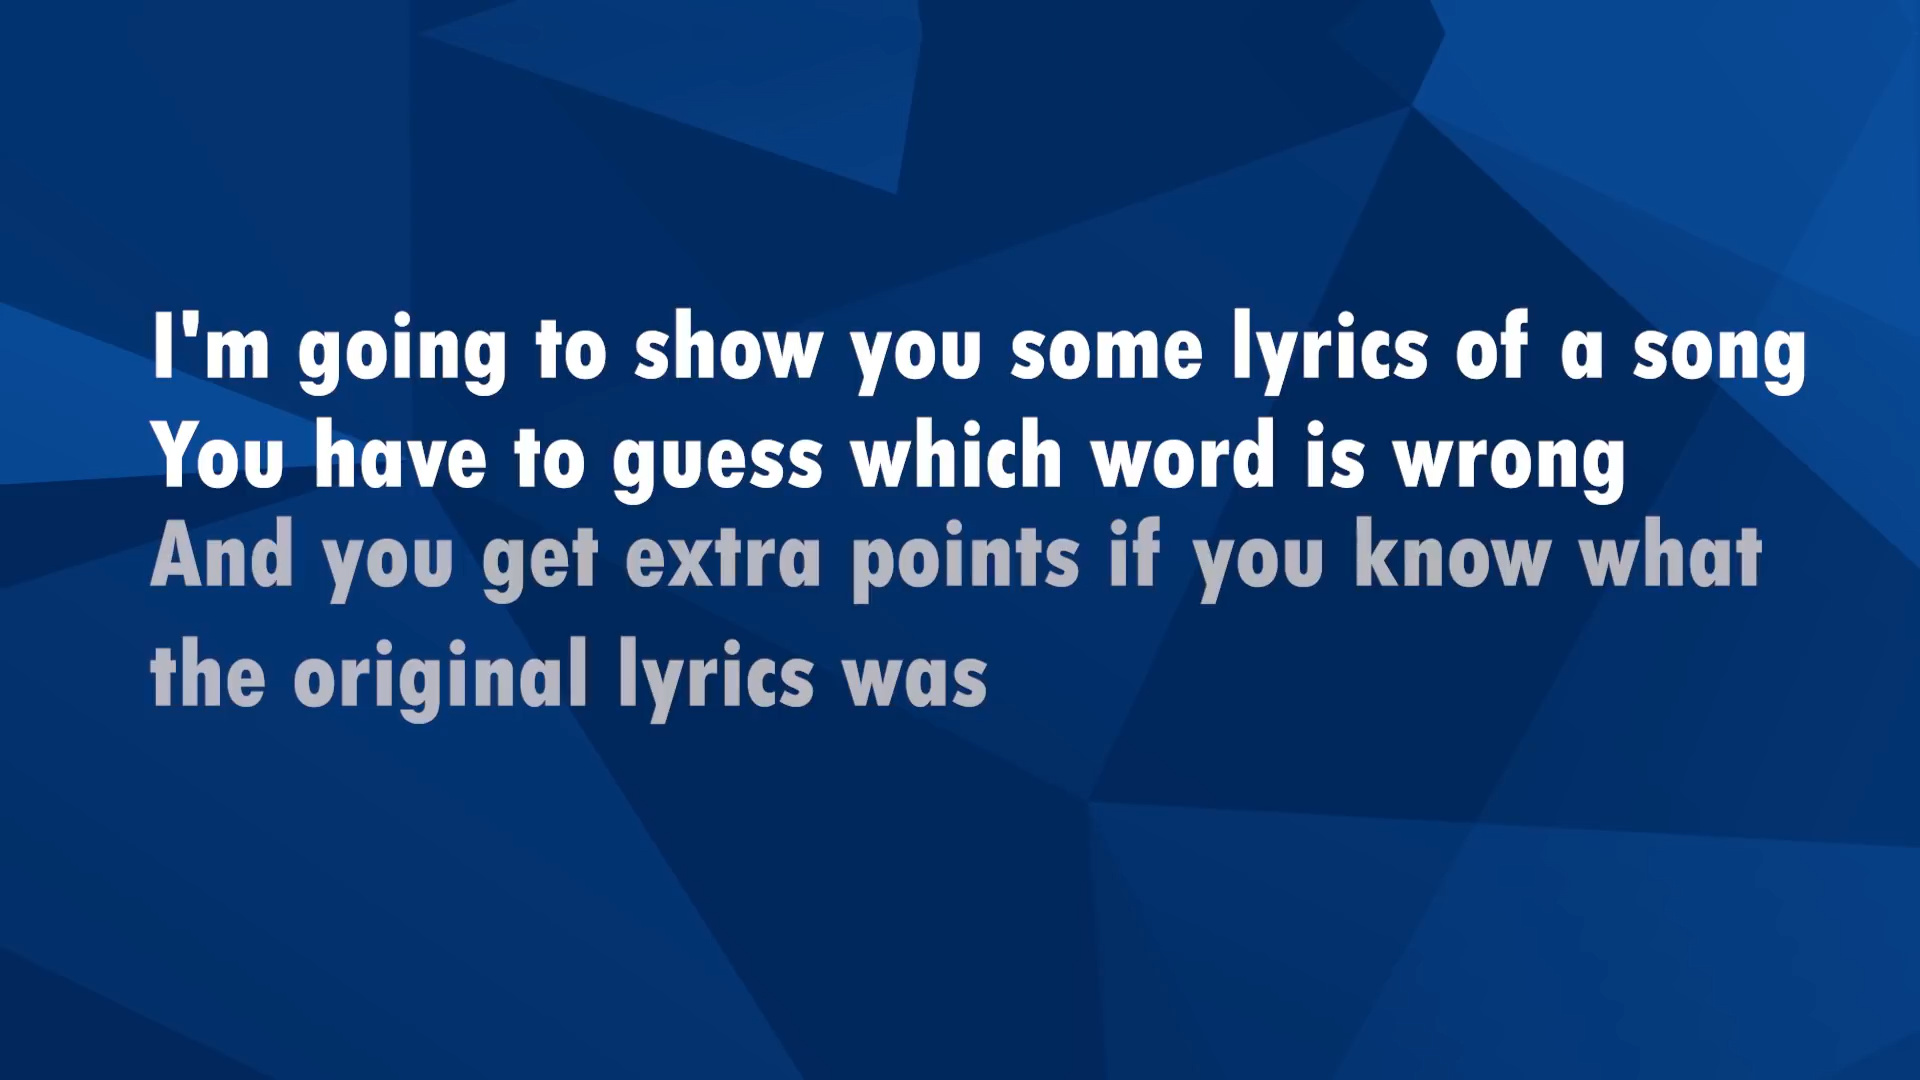 I'm going to show you some lyrics of a song
You have to guess which word is wrong
And you get extra points if you know what
the original lyrics was